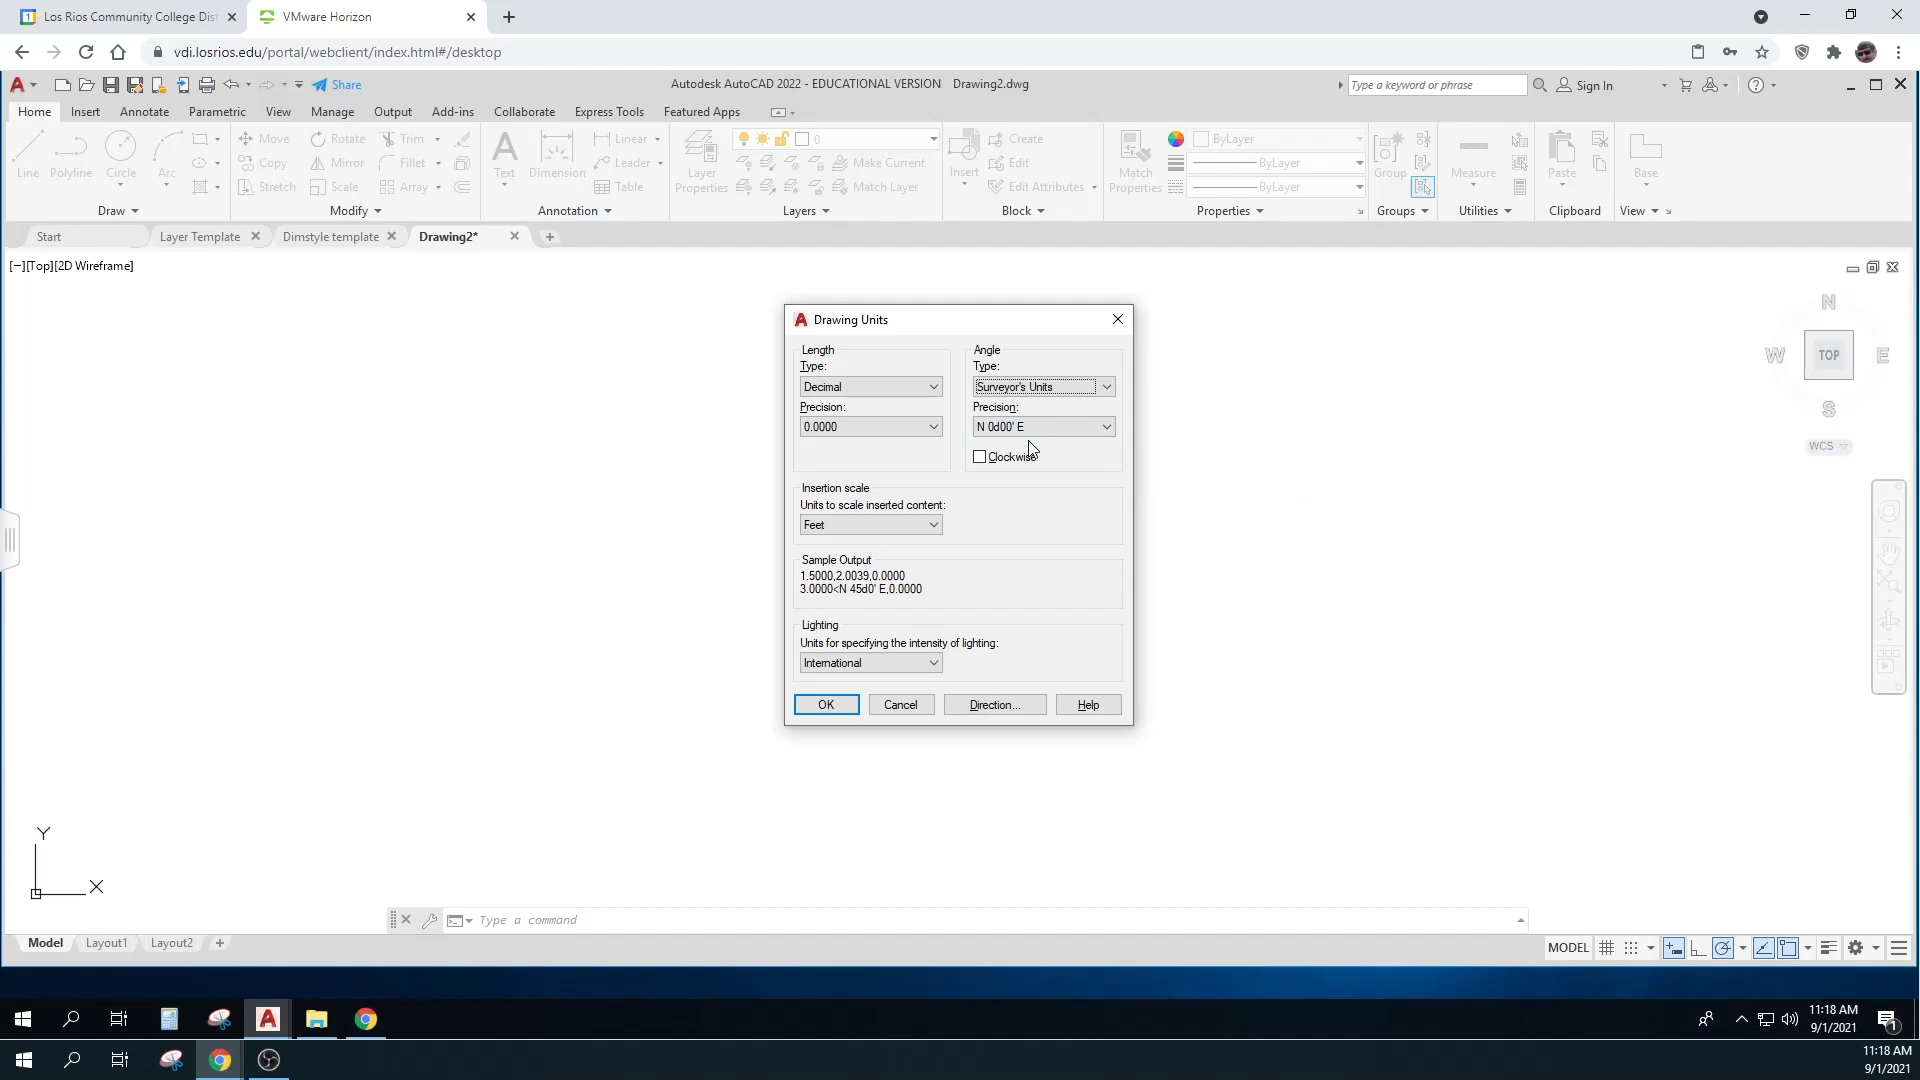 Los Rios Community College Dist
VMware Horizon
vdi.losrios.edu/portal/webclient/index.html#/desktop
Share
Autodesk AutoCAD 2022 - EDUCATIONAL VERSION Drawing2.dwg
Type a keyword or phrase
Sign In
Home Insert Annotate Parametric View Manage Output Add-ins Collaborate Express Tools Featured Apps
Line Polyline Circle Arc
Move Rotate Trim
Copy Mirror Fillet
Stretch Scale Array
Text Dimension
Linear
Leader
Table
Layer Properties
0
Make Current
Match Layer
Insert
Create
Edit
Edit Attributes
Match Properties
ByLayer
ByLayer
ByLayer
Group
Measure
Paste
Base
Draw Modify Annotation Layers Block Properties Groups Utilities Clipboard View
Start Layer Template Dimstyle template Drawing2*
[−][Top][2D Wireframe]
N
W TOP E
S
WCS
Drawing Units
Length
Type:
Decimal
Precision:
0.0000
Angle
Type:
Surveyor's Units
Precision:
N 0d00' E
Clockwise
Insertion scale
Units to scale inserted content:
Feet
Sample Output
1.5000,2.0039,0.0000
3.0000<N 45d0' E,0.0000
Lighting
Units for specifying the intensity of lighting:
International
OK Cancel Direction... Help
Y
X
Type a command
Model Layout1 Layout2
MODEL
11:18 AM
9/1/2021
1
11:18 AM
9/1/2021